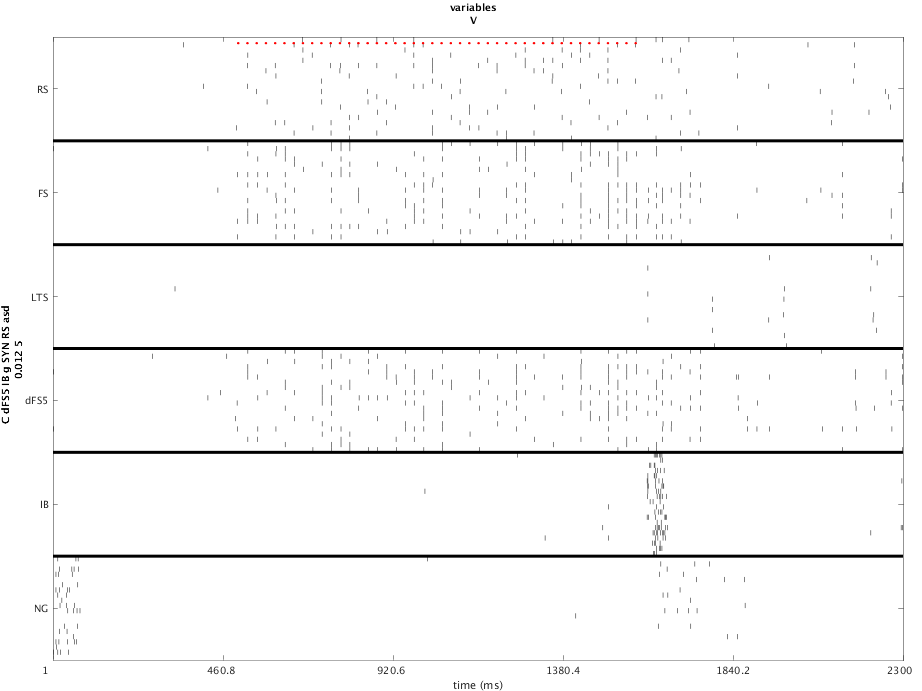 variables
V
RS
FS
LTS
dFS5
IB
NG
C dFS5 IB g SYN RS asd
0.012 5
1 460.8 920.6 1380.4 1840.2 2300
time (ms)